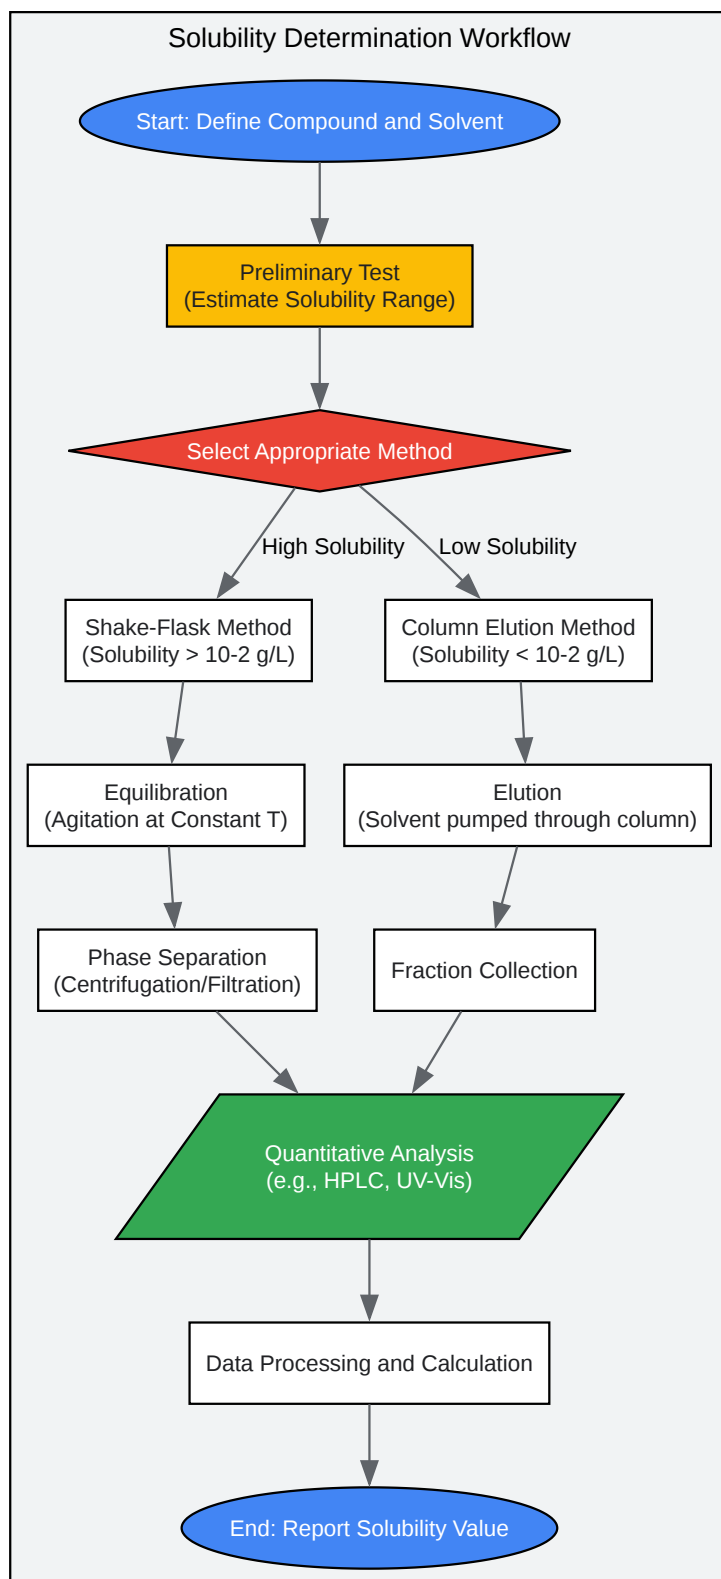 Solubility Determination Workflow
Start: Define Compound and Solvent
Preliminary Test
(Estimate Solubility Range)
Select Appropriate Method
High Solubility
Low Solubility
Shake-Flask Method
(Solubility > 10-2 g/L)
Column Elution Method
(Solubility < 10-2 g/L)
Equilibration
(Agitation at Constant T)
Elution
(Solvent pumped through column)
Phase Separation
(Centrifugation/Filtration)
Fraction Collection
Quantitative Analysis
(e.g., HPLC, UV-Vis)
Data Processing and Calculation
End: Report Solubility Value